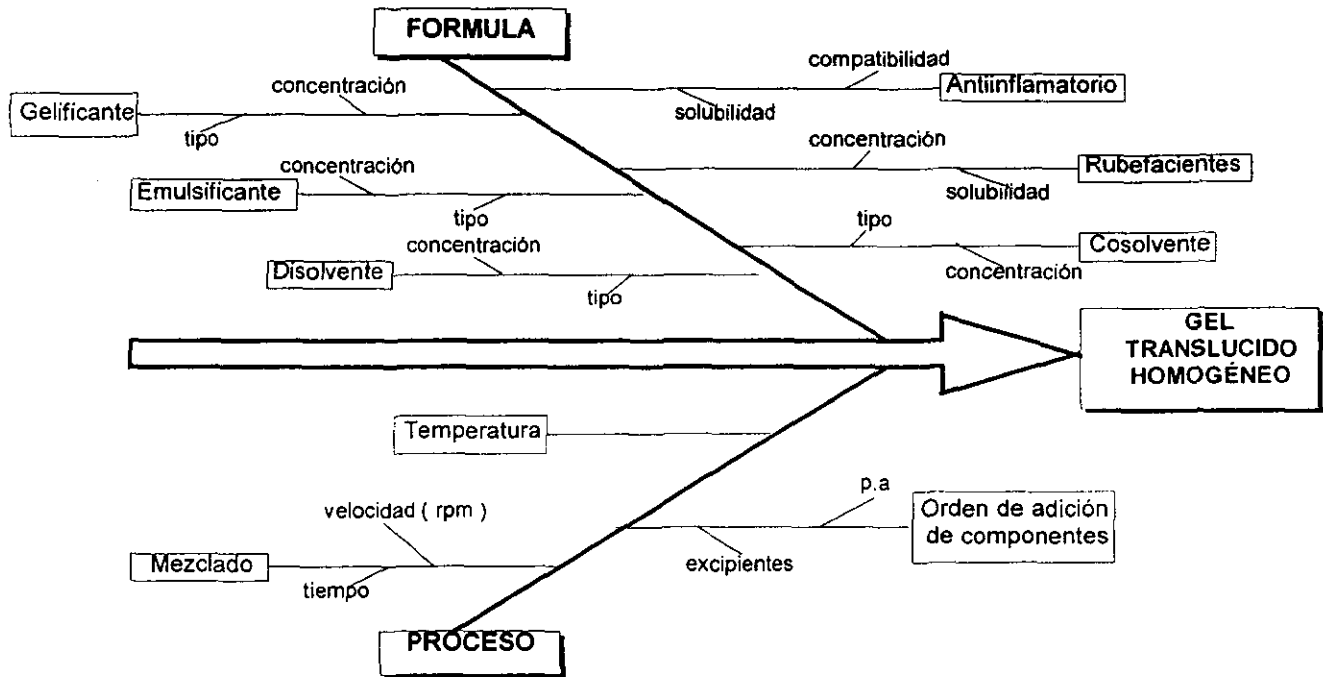 FORMULA
compatibilidad
concentración
Antiinflamatorio
Gelificante
solubilidad
tipo
concentración
concentración
Rubefacientes
Emulsificante
solubilidad
tipo
tipo
concentración
Cosolvente
Disolvente
concentración
tipo
GEL
TRANSLUCIDO
HOMOGÉNEO
Temperatura
p.a
velocidad ( rpm )
Orden de adición
de componentes
Mezclado
excipientes
tiempo
PROCESO